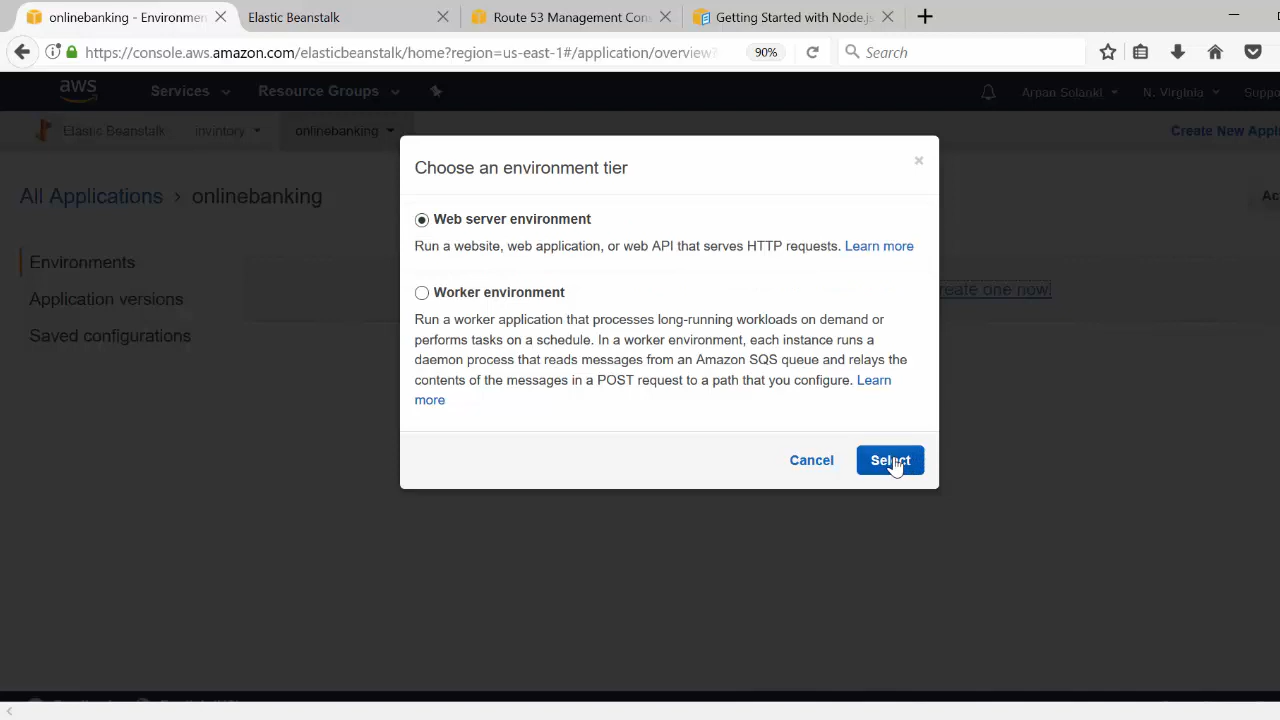 onlinebanking - Environmen
Elastic Beanstalk
Route 53 Management Cons
Getting Started with Node.js
https://console.aws.amazon.com/elasticbeanstalk/home?region=us-east-1#/application/overview?
90%
Search
aws
Services
Resource Groups
Arpan Solanki
N. Virginia
Suppo
Elastic Beanstalk
inventory
onlinebanking
Create New Appli
All Applications › onlinebanking
Ac
Environments
Application versions
Saved configurations
reate one now.
Choose an environment tier
×
Web server environment
Run a website, web application, or web API that serves HTTP requests. Learn more
Worker environment
Run a worker application that processes long-running workloads on demand or
performs tasks on a schedule. In a worker environment, each instance runs a
daemon process that reads messages from an Amazon SQS queue and relays the
contents of the messages in a POST request to a path that you configure. Learn
more
Cancel
Select